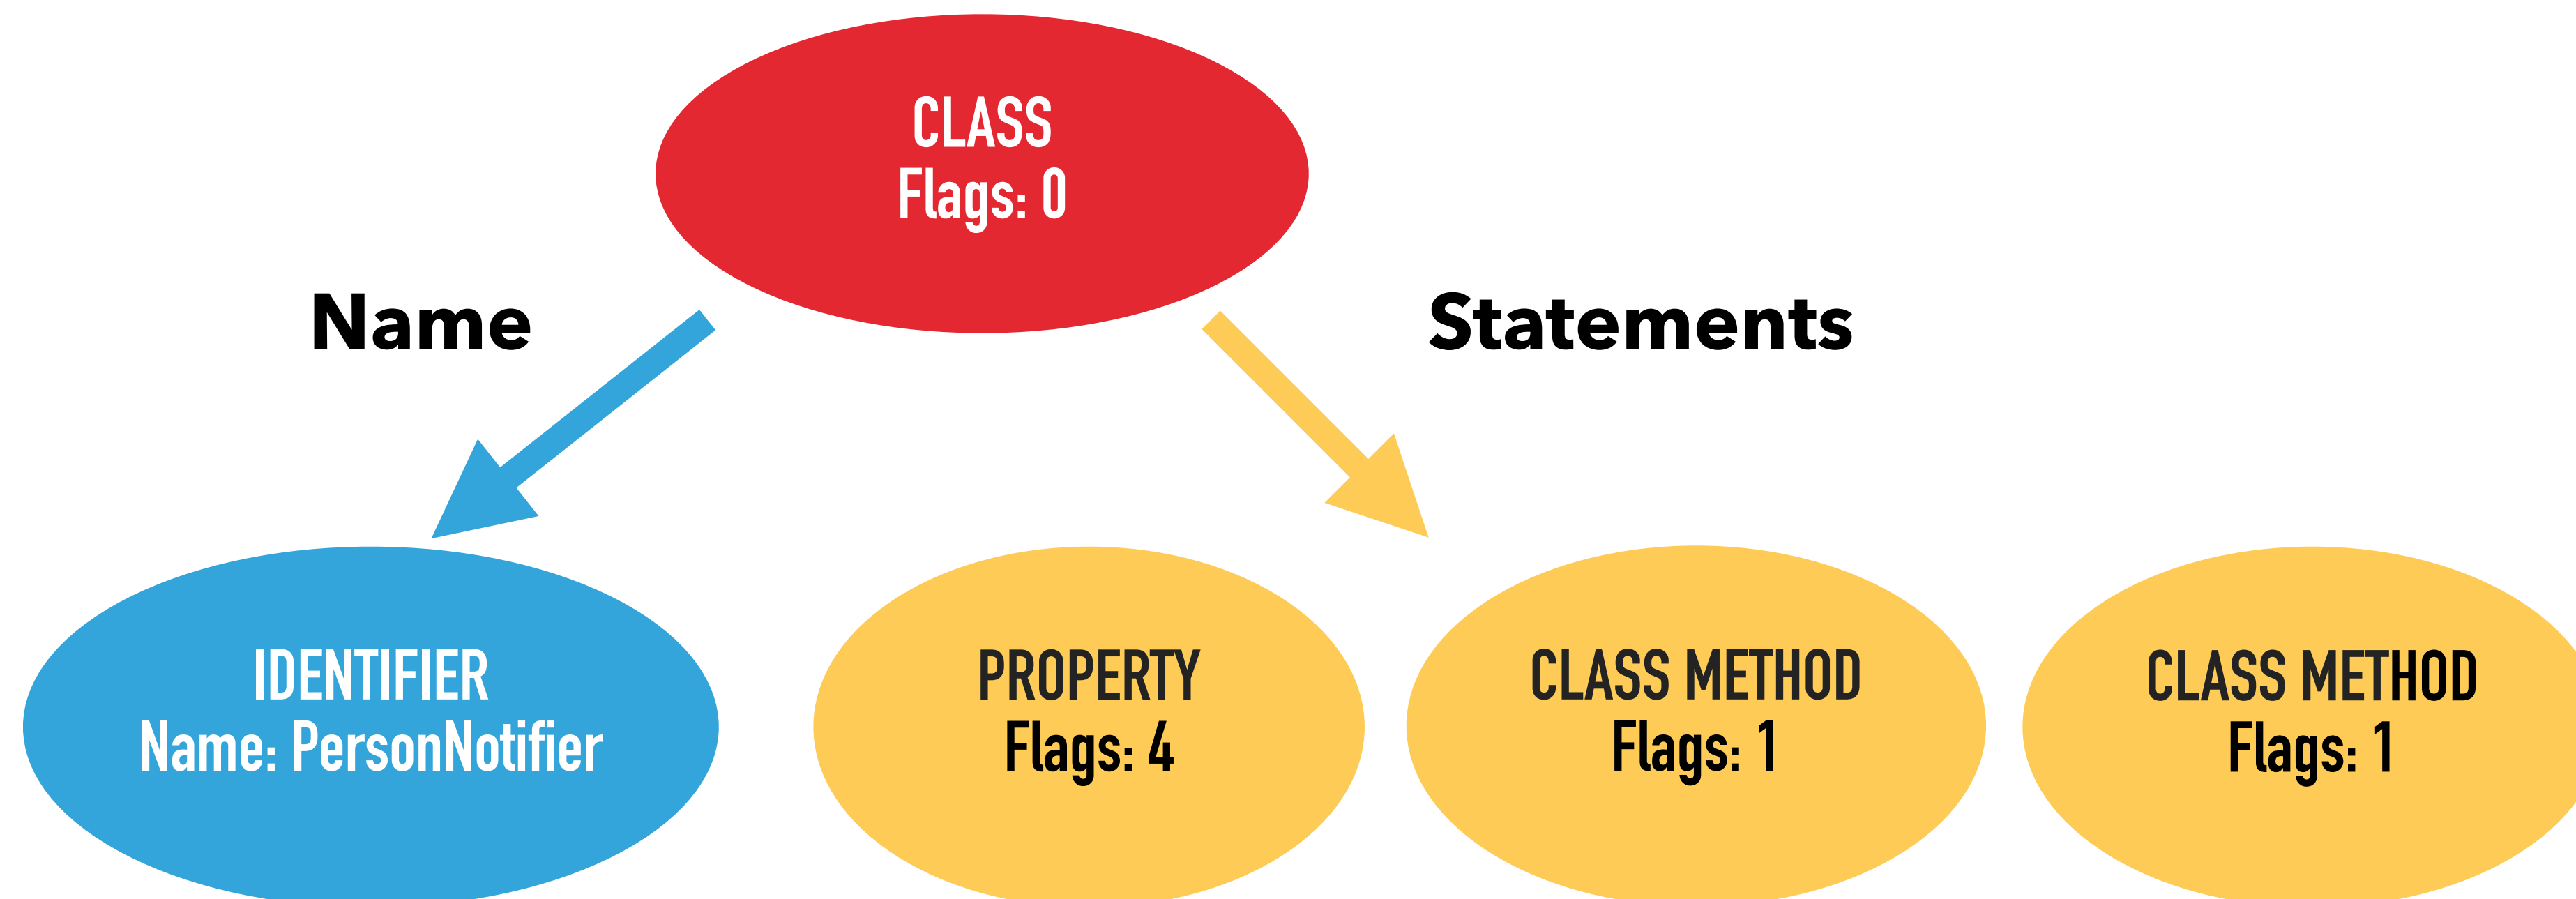 CLASS
Flags: 0
Name
Statements
IDENTIFIER
Name: PersonNotifier
PROPERTY
Flags: 4
CLASS METHOD
Flags: 1
CLASS METHOD
Flags: 1